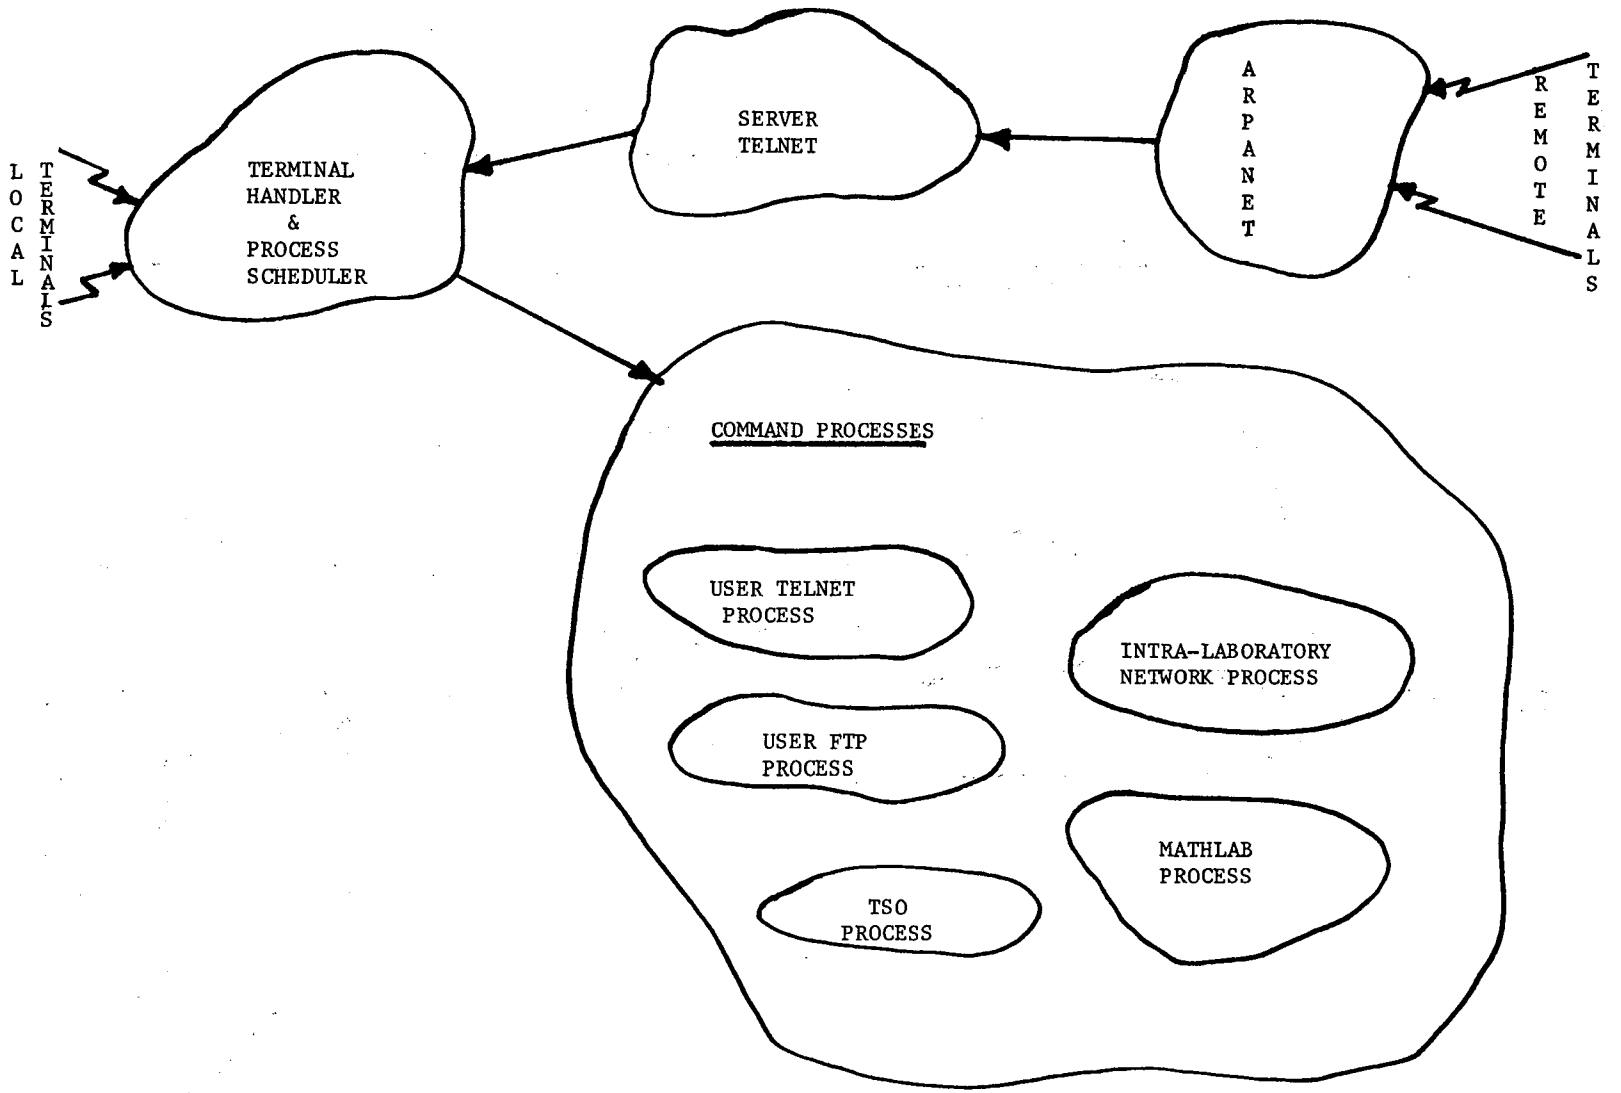 LOCAL
TERMINALS
TERMINAL
HANDLER
&
PROCESS
SCHEDULER
SERVER
TELNET
ARPANET
REMOTE
TERMINALS
COMMAND PROCESSES
USER TELNET
PROCESS
INTRA-LABORATORY
NETWORK PROCESS
USER FTP
PROCESS
MATHLAB
PROCESS
TSO
PROCESS